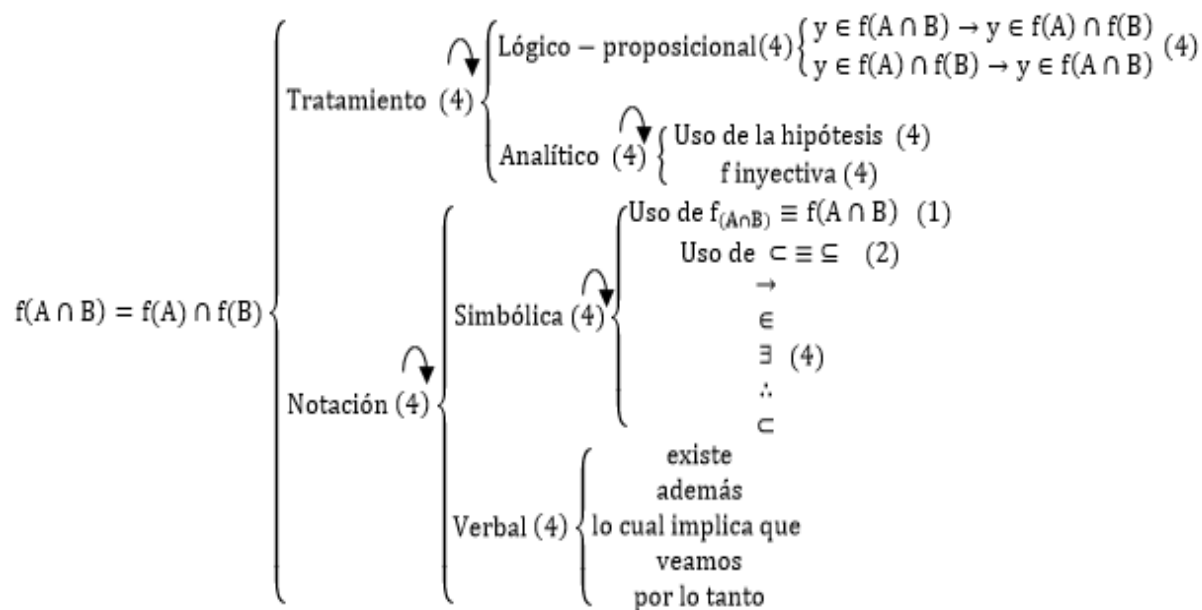 f(A ∩ B) = f(A) ∩ f(B)
Tratamiento (4)
Lógico − proposicional(4)
y ∈ f(A ∩ B) → y ∈ f(A) ∩ f(B)
y ∈ f(A) ∩ f(B) → y ∈ f(A ∩ B)
(4)
Analítico (4)
Uso de la hipótesis (4)
f inyectiva (4)
Notación (4)
Simbólica (4)
Uso de f(A∩B) ≡ f(A ∩ B) (1)
Uso de ⊂ ≡ ⊆ (2)
→
∈
∃ (4)
∴
⊂
Verbal (4)
existe
además
lo cual implica que
veamos
por lo tanto